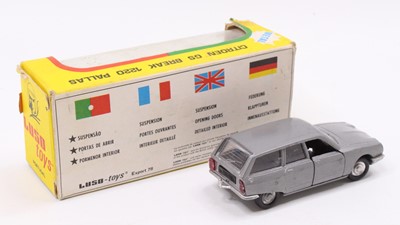 CITROEN GS BREAK 1220 PALLAS
Luso
toys
★ SUSPENSÃO
★ PORTAS DE ABRIR
★ PORMENOR INTERIOR
SUSPENSION
PORTES OUVRANTES
INTERIEUR DETAILLE
SUSPENSION
OPENING DOORS
DETAILED INTERIOR
FEDERUNG
KLAPPTUREN
INNENAUSSTATTUNG
LUSO-toys
Export 70